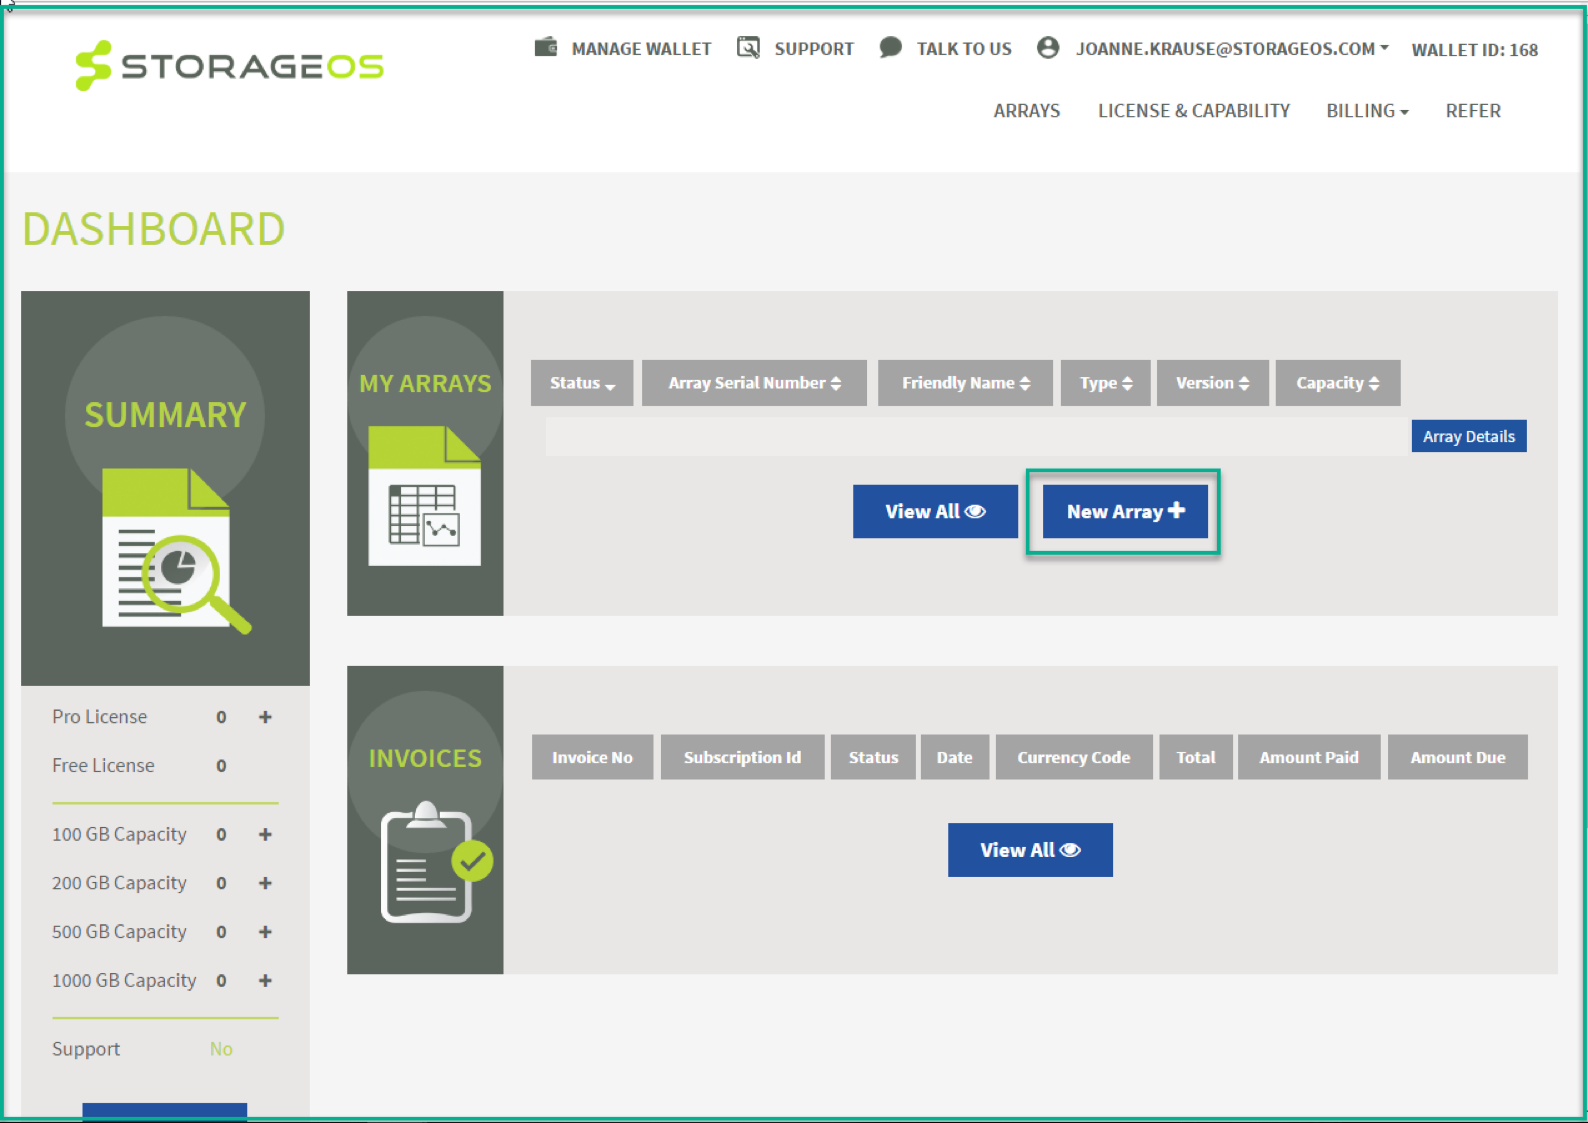 STORAGEOS
MANAGE WALLET SUPPORT TALK TO US JOANNE.KRAUSE@STORAGEOS.COM WALLET ID: 168
ARRAYS LICENSE & CAPABILITY BILLING REFER
DASHBOARD
SUMMARY
Pro License 0 +
Free License 0
100 GB Capacity 0 +
200 GB Capacity 0 +
500 GB Capacity 0 +
1000 GB Capacity 0 +
Support No
MY ARRAYS
Status Array Serial Number Friendly Name Type Version Capacity
Array Details
View All New Array +
INVOICES
Invoice No Subscription Id Status Date Currency Code Total Amount Paid Amount Due
View All